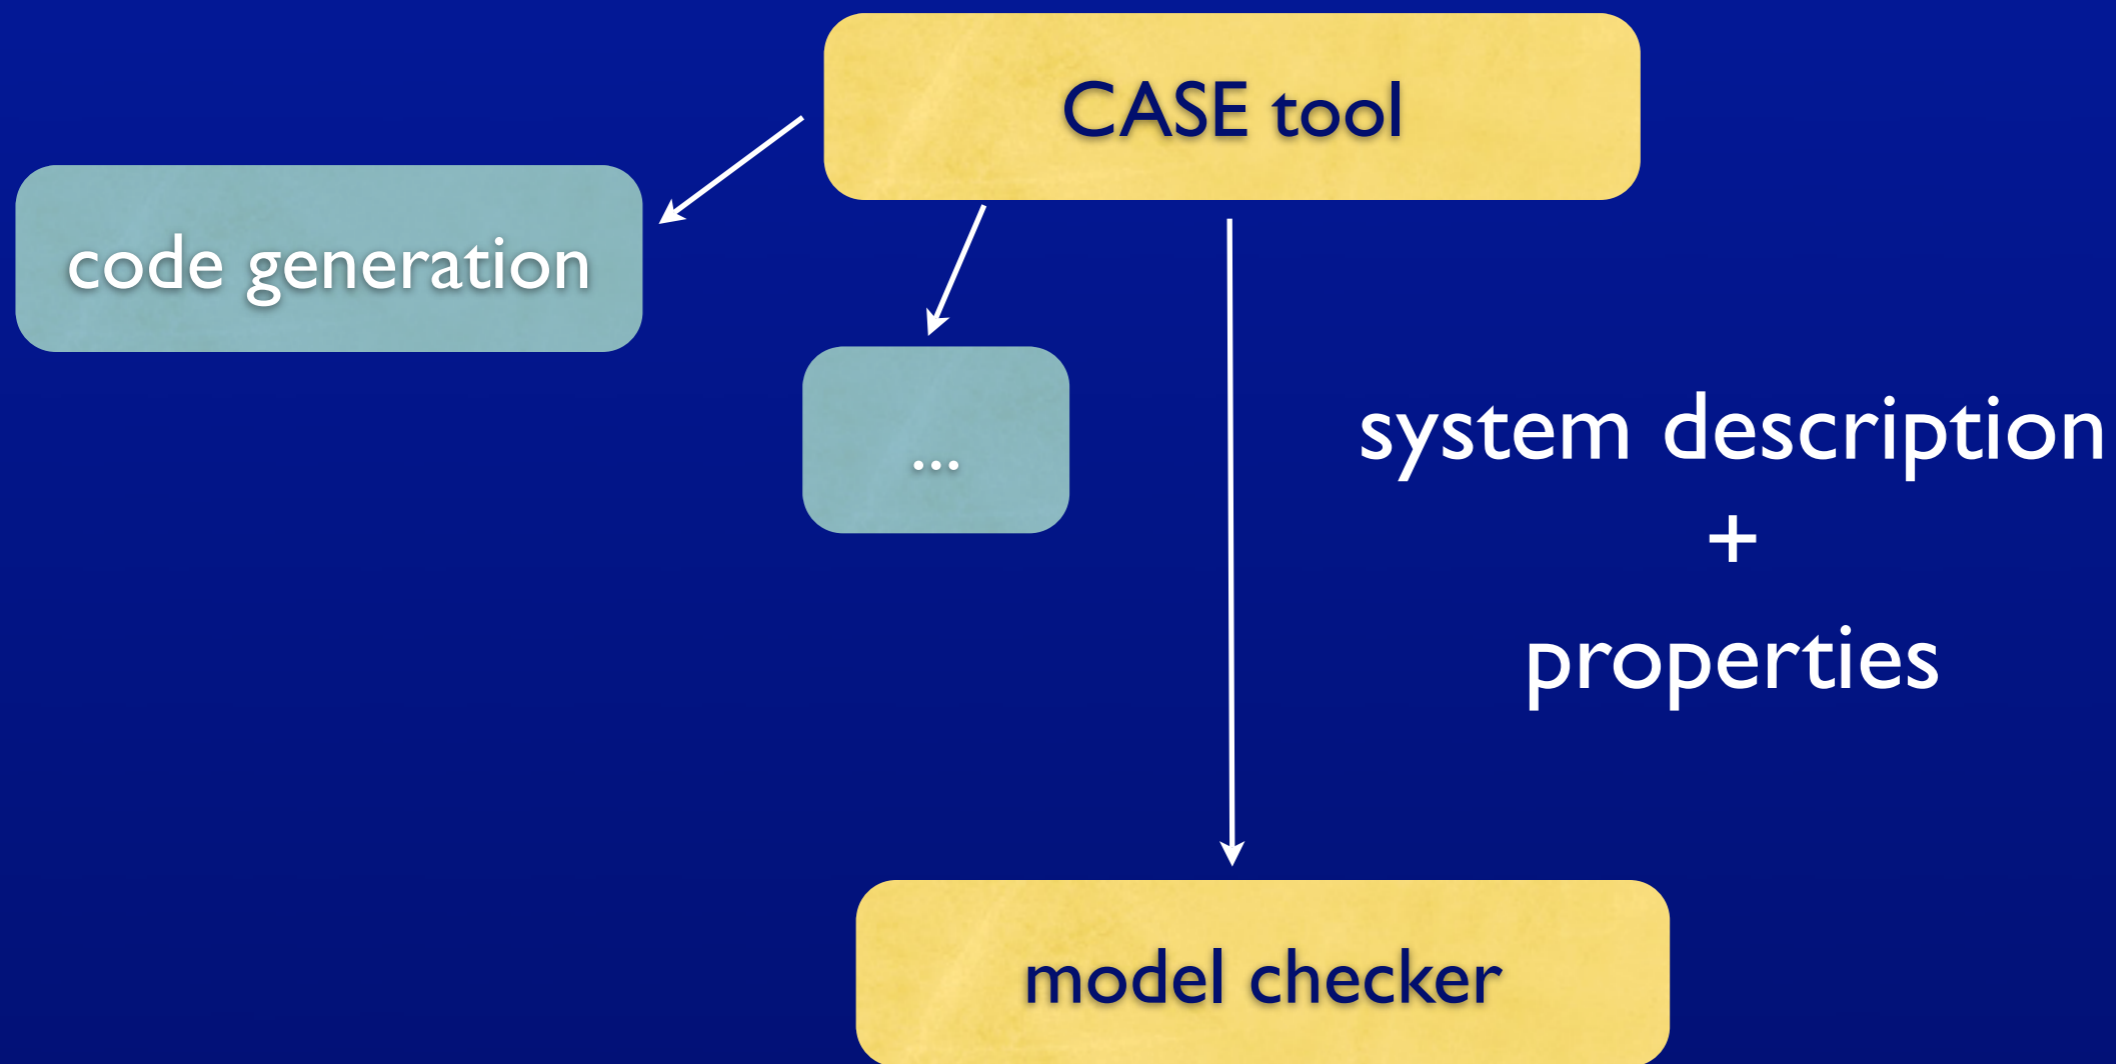 CASE tool
code generation
...
system description
+
properties
model checker